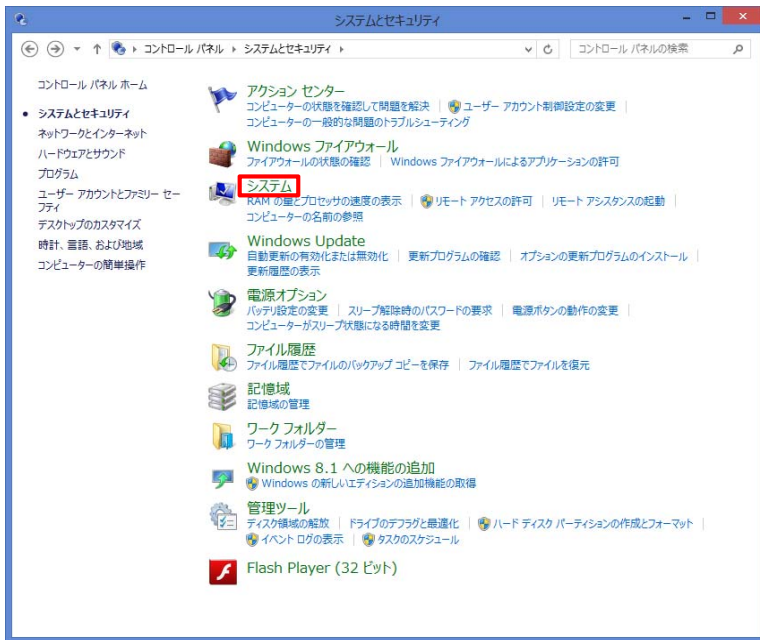 システムとセキュリティ
コントロール パネル ▸ システムとセキュリティ ▸
コントロール パネルの検索
コントロール パネル ホーム
システムとセキュリティ
ネットワークとインターネット
ハードウェアとサウンド
プログラム
ユーザー アカウントとファミリー セー
フティ
デスクトップのカスタマイズ
時計、言語、および地域
コンピューターの簡単操作
アクション センター
コンピューターの状態を確認して問題を解決 ユーザー アカウント制御設定の変更
コンピューターの一般的な問題のトラブルシューティング
Windows ファイアウォール
ファイアウォールの状態の確認 Windows ファイアウォールによるアプリケーションの許可
システム
RAM の量とプロセッサの速度の表示 リモート アクセスの許可 リモート アシスタンスの起動
コンピューターの名前の参照
Windows Update
自動更新の有効化または無効化 更新プログラムの確認 オプションの更新プログラムのインストール
更新履歴の表示
電源オプション
バッテリ設定の変更 スリープ解除時のパスワードの要求 電源ボタンの動作の変更
コンピューターがスリープ状態になる時間を変更
ファイル履歴
ファイル履歴でファイルのバックアップ コピーを保存 ファイル履歴でファイルを復元
記憶域
記憶域の管理
ワーク フォルダー
ワーク フォルダーの管理
Windows 8.1 への機能の追加
Windows の新しいエディションの追加機能の取得
管理ツール
ディスク領域の解放 ドライブのデフラグと最適化 ハード ディスク パーティションの作成とフォーマット
イベント ログの表示 タスクのスケジュール
Flash Player (32 ビット)